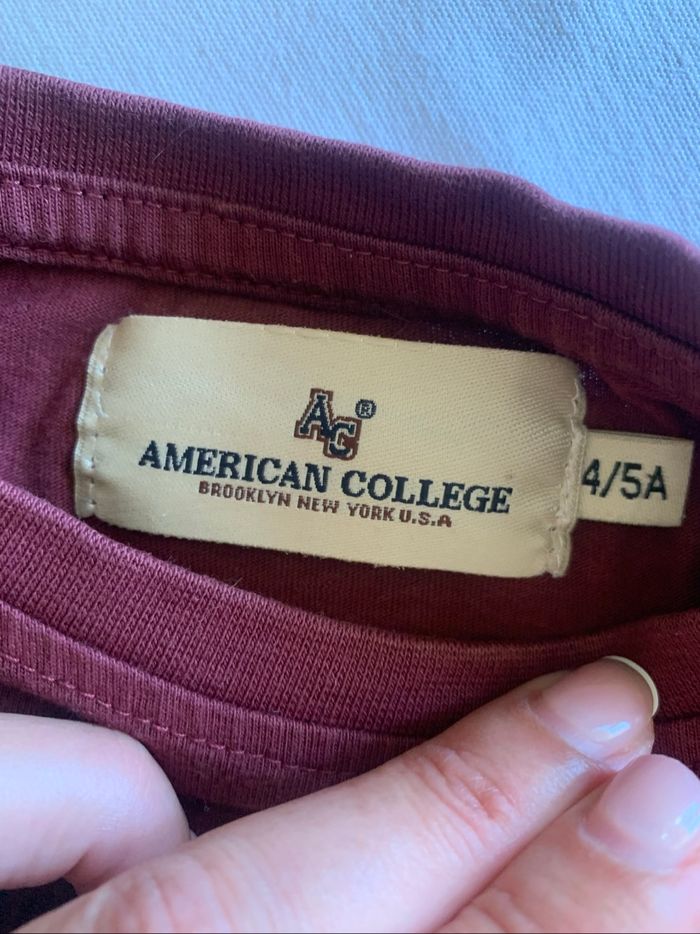 AC®
AMERICAN COLLEGE
BROOKLYN NEW YORK U.S.A
4/5A